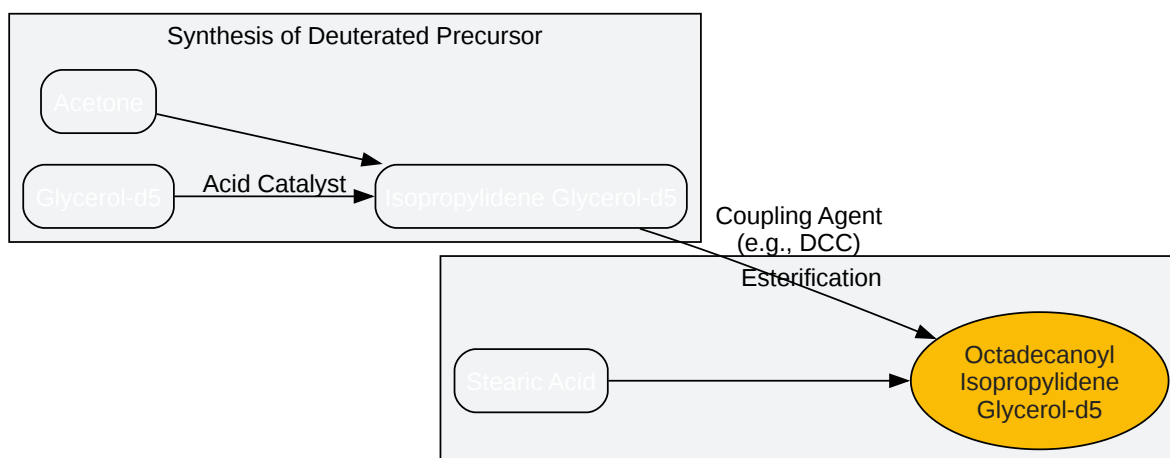 Synthesis of Deuterated Precursor
Acetone
Glycerol-d5
Acid Catalyst
Isopropylidene Glycerol-d5
Coupling Agent
(e.g., DCC)
Esterification
Stearic Acid
Octadecanoyl
Isopropylidene
Glycerol-d5